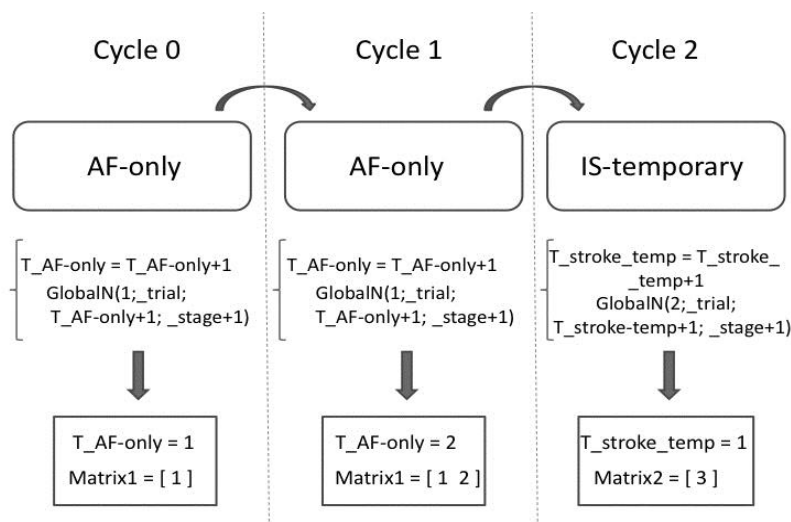 Cycle 0
Cycle 1
Cycle 2
AF-only
AF-only
IS-temporary
T_AF-only = T_AF-only+1
GlobalN(1;_trial;
T_AF-only+1; _stage+1)
T_AF-only = T_AF-only+1
GlobalN(1;_trial;
T_AF-only+1; _stage+1)
T_stroke_temp = T_stroke_
_temp+1
GlobalN(2;_trial;
T_stroke-temp+1; _stage+1)
T_AF-only = 1
Matrix1 = [ 1 ]
T_AF-only = 2
Matrix1 = [ 1 2 ]
T_stroke_temp = 1
Matrix2 = [ 3 ]